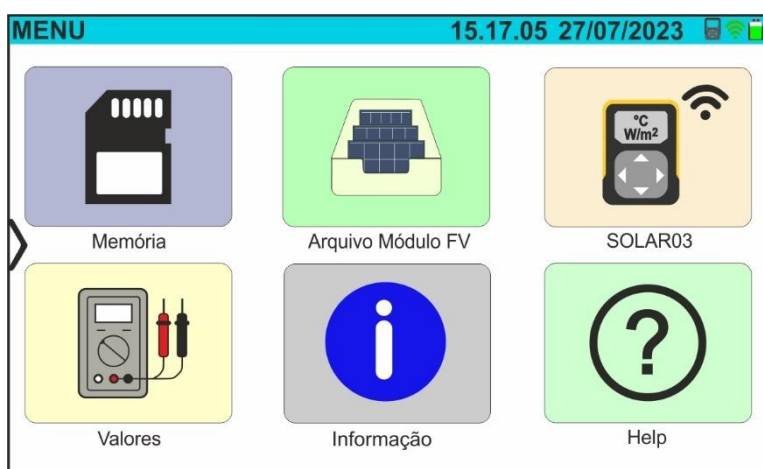 MENU 15.17.05 27/07/2023
°C
W/m²
Memória Arquivo Módulo FV SOLAR03
i ?
Valores Informação Help